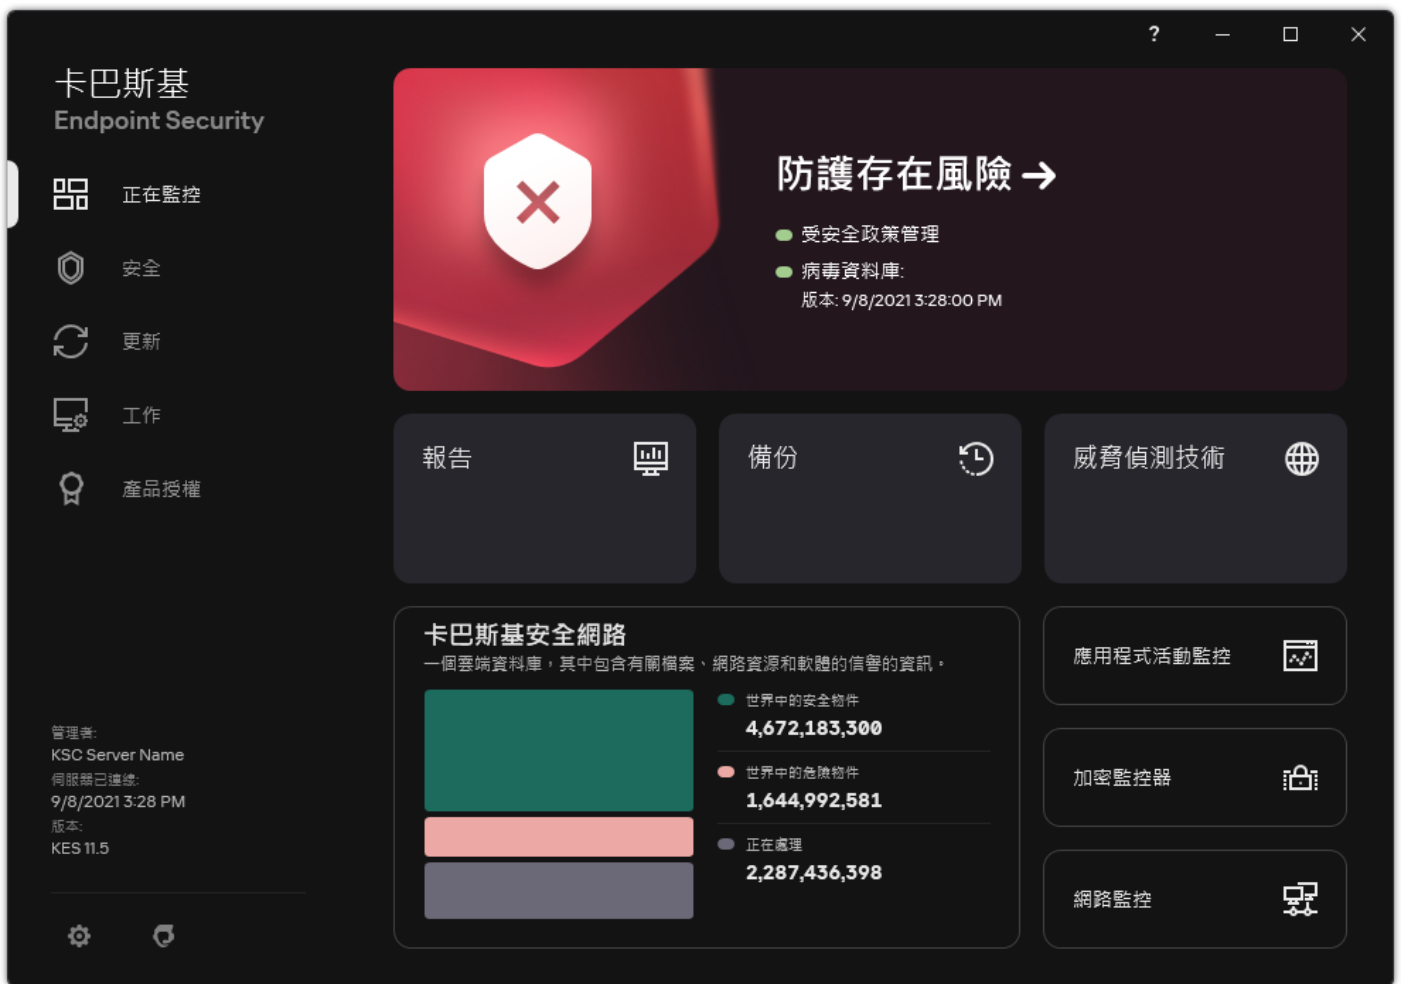 ?
卡巴斯基
Endpoint Security
正在監控
安全
更新
工作
產品授權
管理者:
KSC Server Name
伺服器已連線:
9/8/2021 3:28 PM
版本:
KES 11.5
防護存在風險
受安全政策管理
病毒資料庫:
版本: 9/8/2021 3:28:00 PM
報告
備份
威脅偵測技術
卡巴斯基安全網路
一個雲端資料庫，其中包含有關檔案、網路資源和軟體的信譽的資訊。
世界中的安全物件
4,672,183,300
世界中的危險物件
1,644,992,581
正在處理
2,287,436,398
應用程式活動監控
加密監控器
網路監控